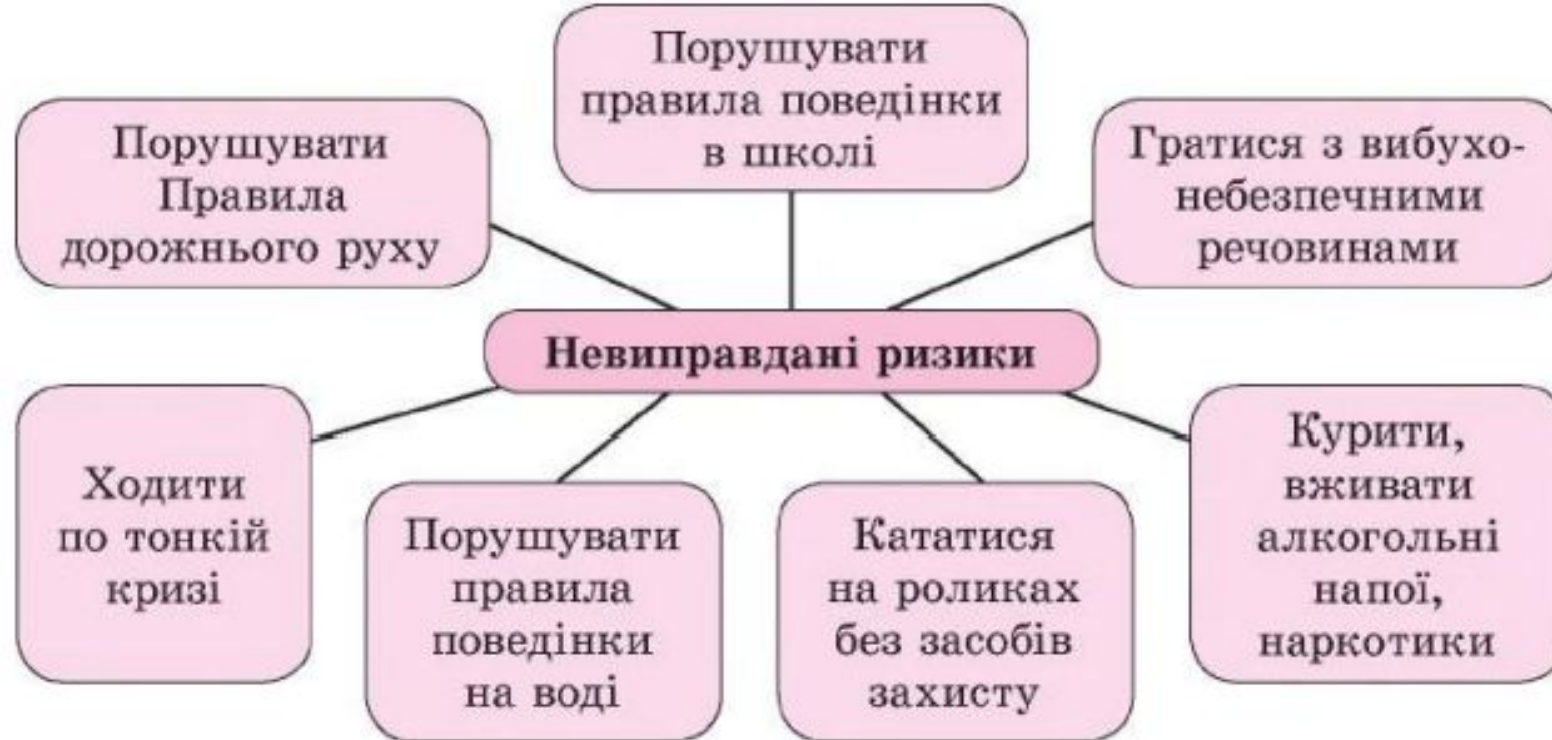 Порушувати
правила поведінки
в школі
Порушувати
Правила
дорожнього руху
Гратися з вибухо-
небезпечними
речовинами
Невиправдані ризики
Ходити
по тонкій
кризі
Порушувати
правила
поведінки
на воді
Кататися
на роликах
без засобів
захисту
Курити,
вживати
алкогольні
напої,
наркотики